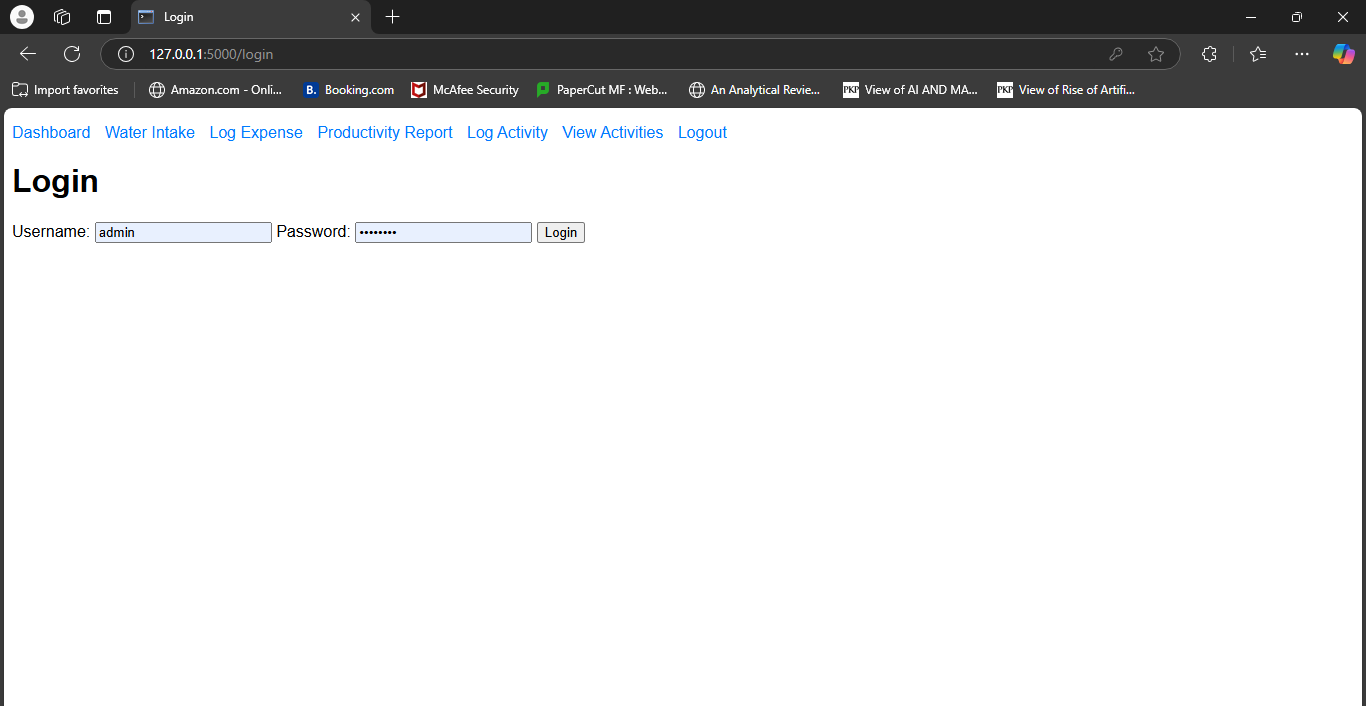 Login
127.0.0.1:5000/login
Import favorites Amazon.com - Onli... B. Booking.com McAfee Security PaperCut MF : Web... An Analytical Revie... PKP View of AI AND MA... PKP View of Rise of Artifi...
Dashboard Water Intake Log Expense Productivity Report Log Activity View Activities Logout
Login
Username: admin Password: •••••••• Login